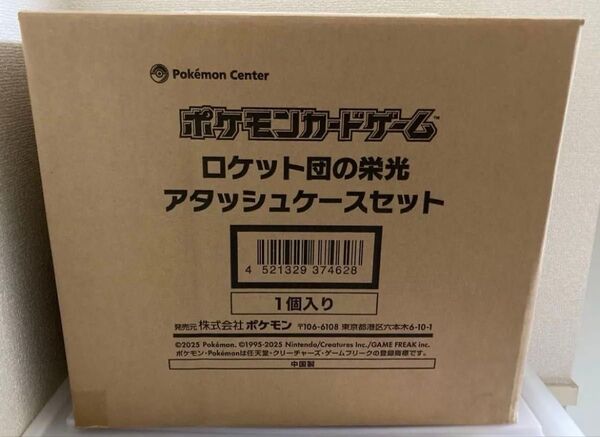 Pokémon Center
ポケモンカードゲーム™
ロケット団の栄光
アタッシュケースセット
4 521329 374628
1個入り
発売元 株式会社 ポケモン 〒106-6108 東京都港区六本木6-10-1
©2025 Pokémon. ©1995-2025 Nintendo/Creatures Inc./GAME FREAK inc.
ポケモン・Pokémonは任天堂・クリーチャーズ・ゲームフリークの登録商標です。
中国製